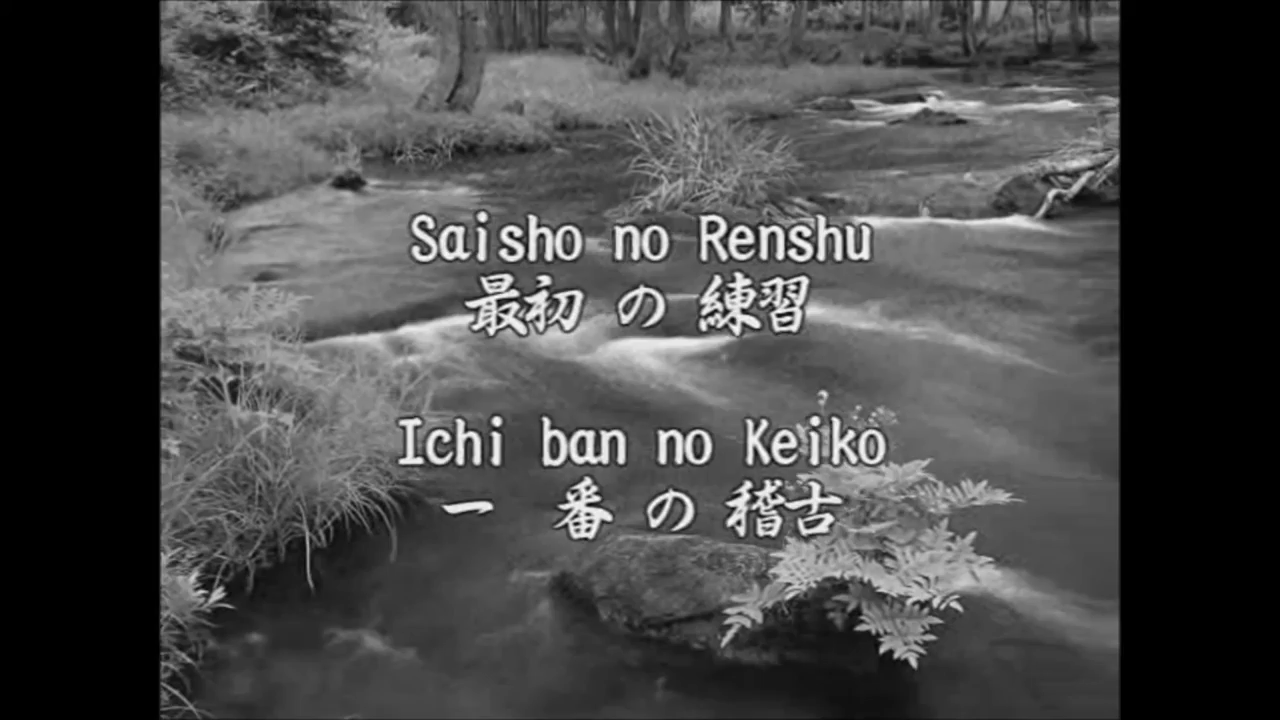 Saisho no Renshu
最初 の 練習
Ichi ban no Keiko
一 番 の 稽古